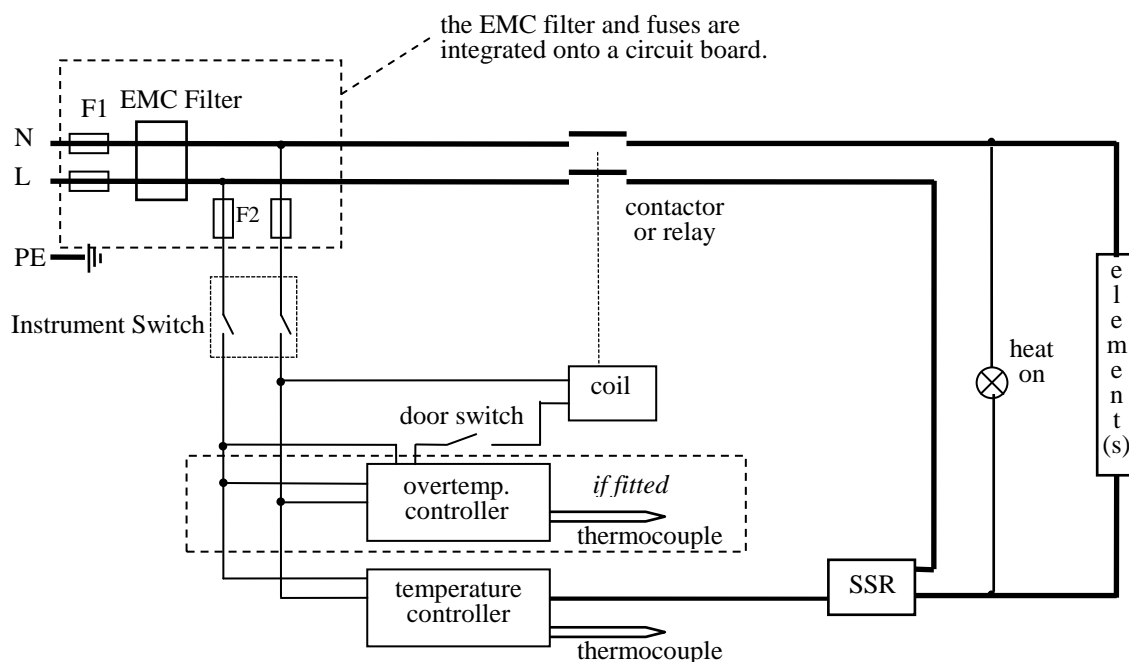 the EMC filter and fuses are
integrated onto a circuit board.
F1
EMC Filter
N
L
F2
contactor
or relay
PE
Instrument Switch
coil
heat
on
element(s)
door switch
overtemp.
controller
if fitted
thermocouple
temperature
controller
SSR
thermocouple